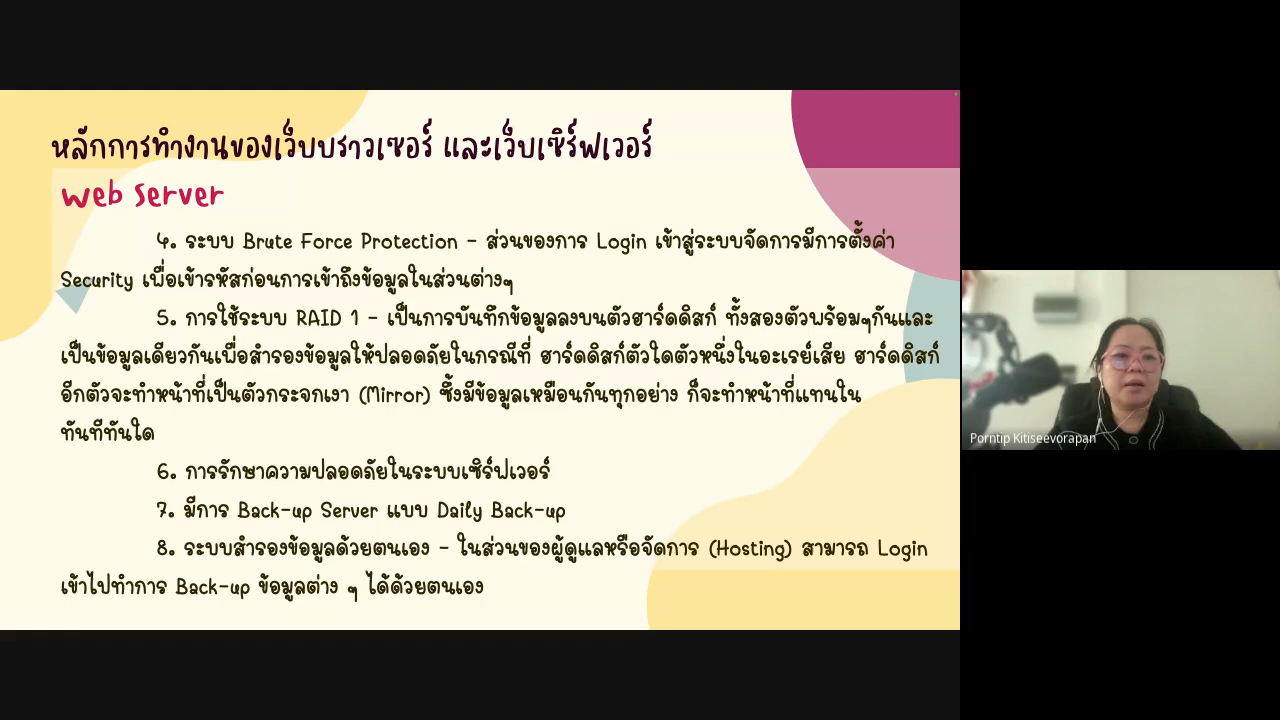 หลักการทำงานของเว็บบราวเซอร์ และเว็บเซิร์ฟเวอร์
Web Server
4. ระบบ Brute Force Protection - ส่วนของการ Login เข้าสู่ระบบจัดการมีการตั้งค่า
Security เพื่อเข้ารหัสก่อนการเข้าถึงข้อมูลในส่วนต่างๆ
5. การใช้ระบบ RAID 1 - เป็นการบันทึกข้อมูลลงบนตัวฮาร์ดดิสก์ ทั้งสองตัวพร้อมๆกันและ
เป็นข้อมูลเดียวกันเพื่อสำรองข้อมูลให้ปลอดภัยในกรณีที่ ฮาร์ดดิสก์ตัวใดตัวหนึ่งในอะเรย์เสีย ฮาร์ดดิสก์
อีกตัวจะทำหน้าที่เป็นตัวกระจกเงา (Mirror) ซึ้งมีข้อมูลเหมือนกันทุกอย่าง ก็จะทำหน้าที่แทนใน
ทันทีทันใด
6. การรักษาความปลอดภัยในระบบเซิร์ฟเวอร์
7. มีการ Back-up Server แบบ Daily Back-up
8. ระบบสำรองข้อมูลด้วยตนเอง - ในส่วนของผู้ดูแลหรือจัดการ (Hosting) สามารถ Login
เข้าไปทำการ Back-up ข้อมูลต่าง ๆ ได้ด้วยตนเอง
Porntip Kitiseevorapan